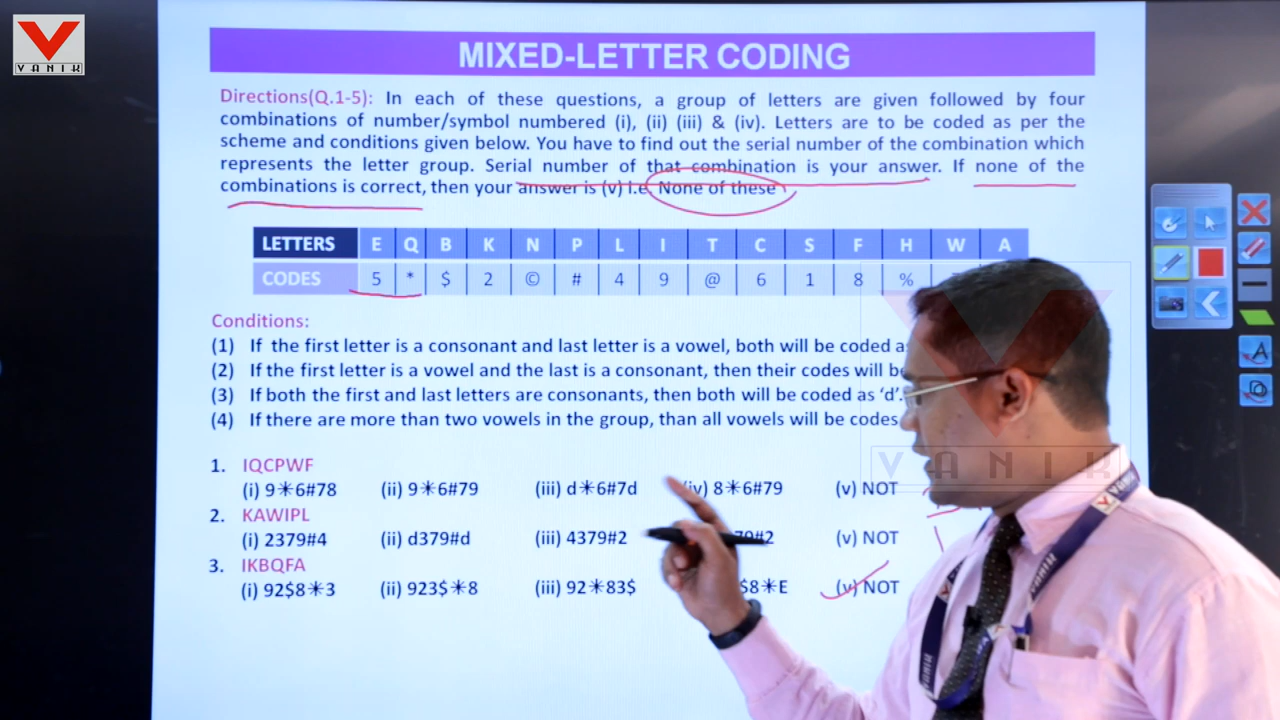 VANIK
MIXED-LETTER CODING
Directions(Q.1-5): In each of these questions, a group of letters are given followed by four
combinations of number/symbol numbered (i), (ii) (iii) & (iv). Letters are to be coded as per the
scheme and conditions given below. You have to find out the serial number of the combination which
represents the letter group. Serial number of that combination is your answer. If none of the
combinations is correct, then your answer is (v) i.e. None of these
LETTERS E Q B K N P L I T C S F H W A
CODES 5 * $ 2 © # 4 9 @ 6 1 8 %
Conditions:
(1) If the first letter is a consonant and last letter is a vowel, both will be coded
(2) If the first letter is a vowel and the last is a consonant, then their codes will
(3) If both the first and last letters are consonants, then both will be coded as ‘d’.
(4) If there are more than two vowels in the group, than all vowels will be codes
VANIK
1. IQCPWF
(i) 9✳6#78 (ii) 9✳6#79 (iii) d✳6#7d (iv) 8✳6#79 (v) NOT
2. KAWIPL
(i) 2379#4 (ii) d379#d (iii) 4379#2 (v) NOT
3. IKBQFA
(i) 92$8✳3 (ii) 923$✳8 (iii) 92✳83$ $8✳E (v) NOT
VANIK